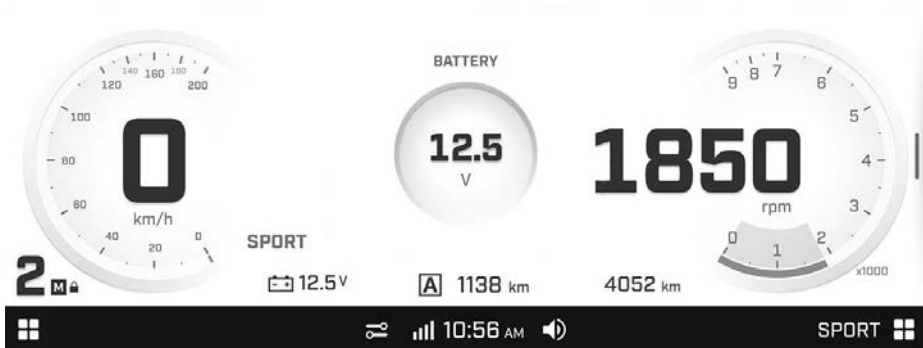 BATTERY
140 160 180
120 200
100
80
60
40 20 0
0
km/h
2 M
SPORT
12.5
V
12.5 V
A 1138 km
1850
rpm
9 8 7 6
5
4
3
0 1 2
x1000
4052 km
10:56 AM
SPORT